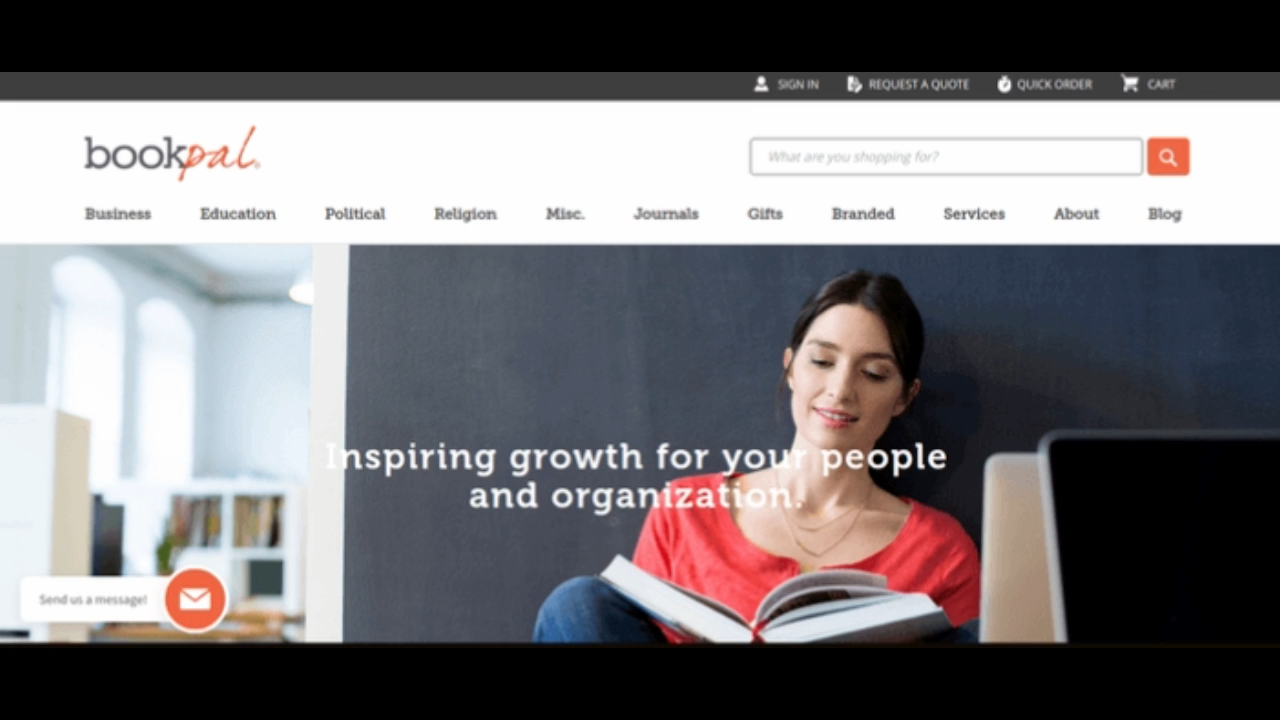 SIGN IN REQUEST A QUOTE QUICK ORDER CART
bookpal
What are you shopping for?
Business Education Political Religion Misc. Journals Gifts Branded Services About Blog
Inspiring growth for your people
and organization.
Send us a message!